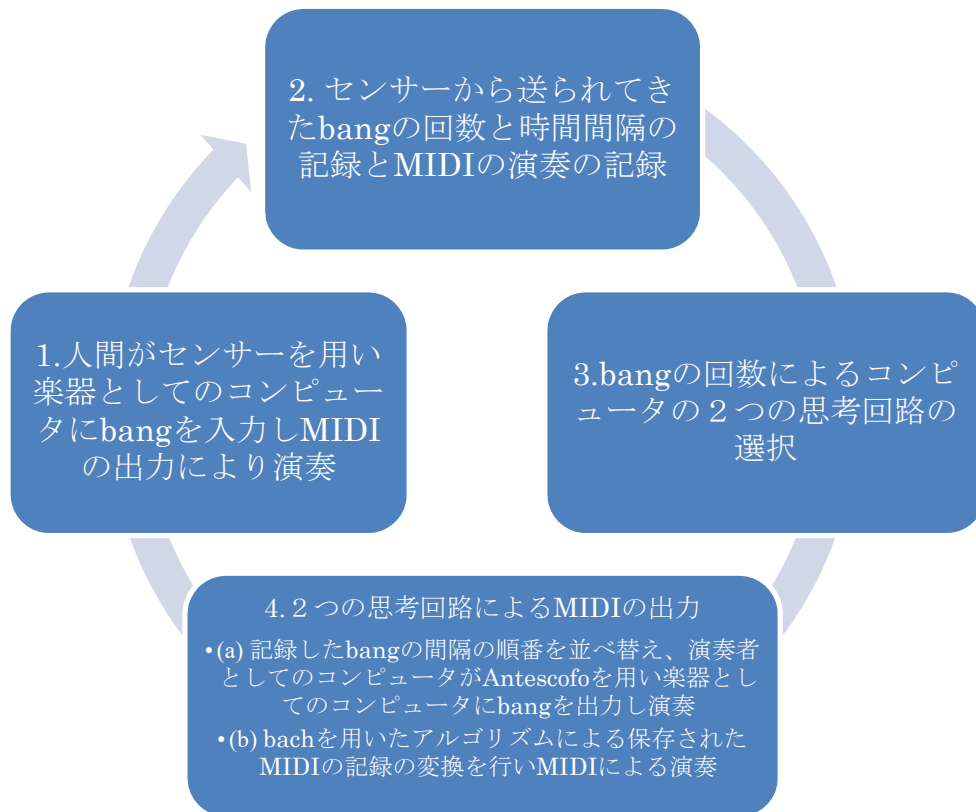 2. センサーから送られてき
たbangの回数と時間間隔の
記録とMIDIの演奏の記録
1.人間がセンサーを用い
楽器としてのコンピュー
タにbangを入力しMIDI
の出力により演奏
3.bangの回数によるコンピ
ュータの２つの思考回路の
選択
4.２つの思考回路によるMIDIの出力
•(a) 記録したbangの間隔の順番を並べ替え、演奏者
としてのコンピュータがAntescofoを用い楽器とし
てのコンピュータにbangを出力し演奏
•(b) bachを用いたアルゴリズムによる保存された
MIDIの記録の変換を行いMIDIによる演奏